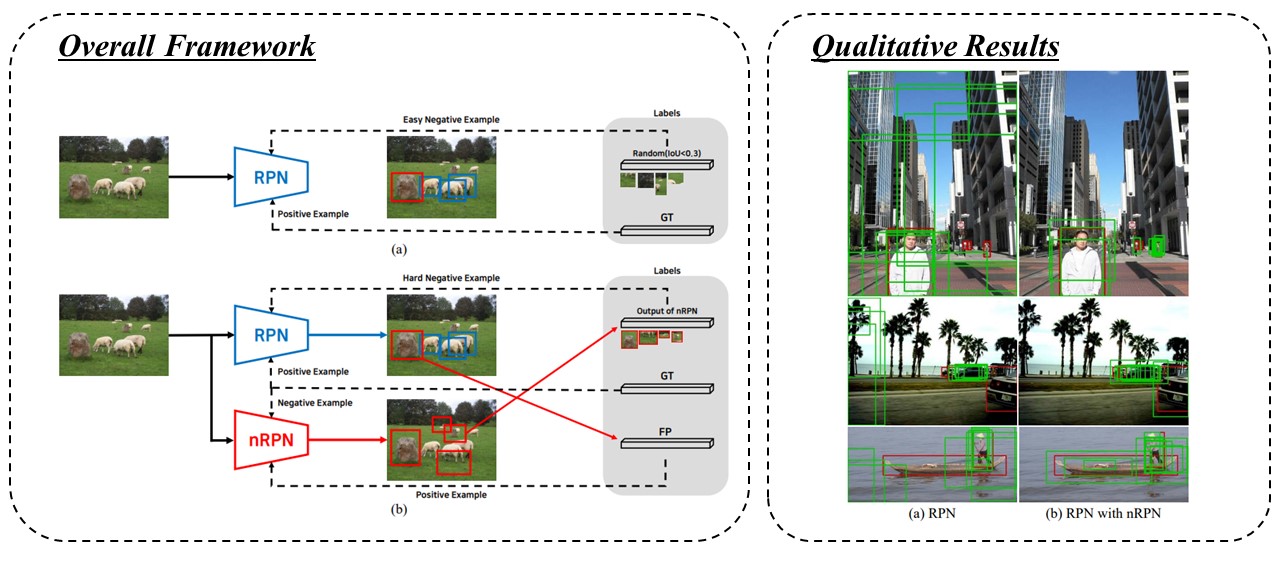 Overall Framework
Easy Negative Example
Labels
RPN
Random(IoU<0.3)
Positive Example
GT
(a)
Hard Negative Example
Labels
RPN
Output of nRPN
Positive Example
GT
Negative Example
nRPN
FP
Positive Example
(b)
Qualitative Results
(a) RPN
(b) RPN with nRPN